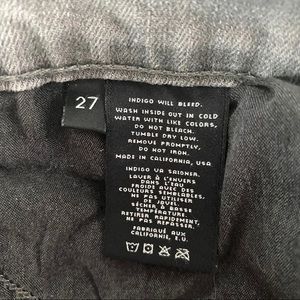 27
INDIGO WILL BLEED.
WASH INSIDE OUT IN COLD
WATER WITH LIKE COLORS,
DO NOT BLEACH.
TUMBLE DRY LOW.
REMOVE PROMPTLY,
DO NOT IRON.
MADE IN CALIFORNIA, USA
INDIGO VA SAIGNER.
LAVER À L'ENVERS
DANS L'EAU
FROIDE AVEC DES
COULEURS SEMBLABLES,
NE PAS UTILISER
DE JAVEL.
SÉCHER À BASSE
TEMPÉRATURE
RETIRER RAPIDEMENT,
NE PAS REPASSER.
FABRIQUÉ AUX
CALIFORNIE, É.U.